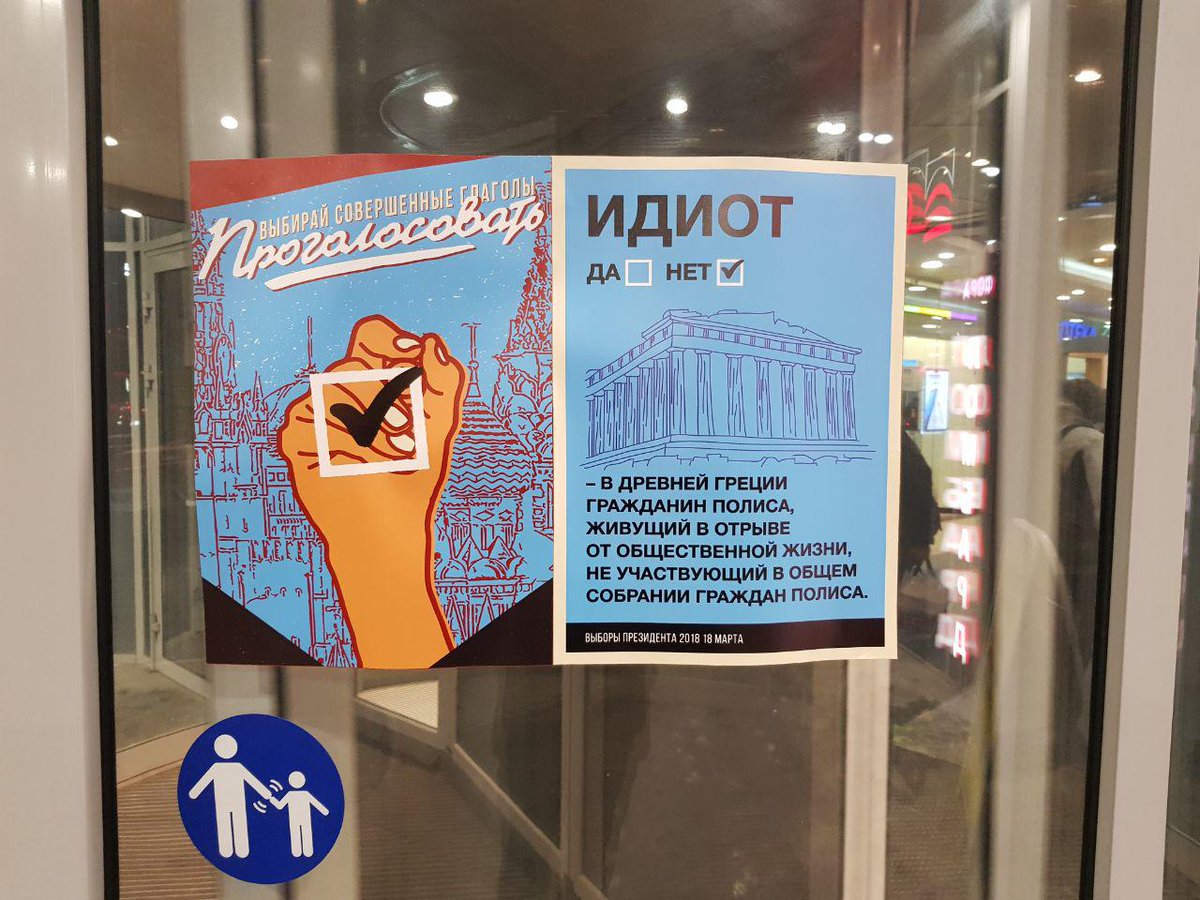 ВЫБИРАЙ СОВЕРШЕННЫЕ ГЛАГОЛЫ
Проголосовать
ИДИОТ
ДА НЕТ
– В ДРЕВНЕЙ ГРЕЦИИ
ГРАЖДАНИН ПОЛИСА,
ЖИВУЩИЙ В ОТРЫВЕ
ОТ ОБЩЕСТВЕННОЙ ЖИЗНИ,
НЕ УЧАСТВУЮЩИЙ В ОБЩЕМ
СОБРАНИИ ГРАЖДАН ПОЛИСА.
ВЫБОРЫ ПРЕЗИДЕНТА 2018 18 МАРТА